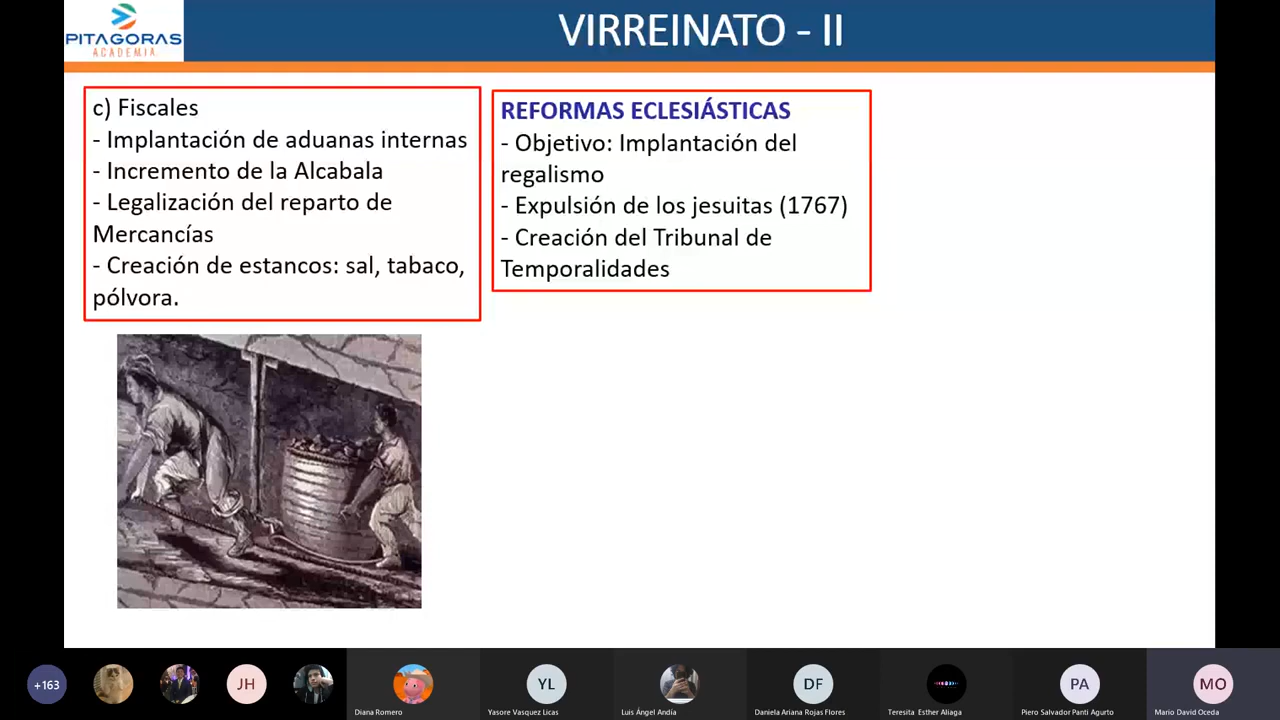 PITAGORAS
ACADEMIA
VIRREINATO - II
c) Fiscales
- Implantación de aduanas internas
- Incremento de la Alcabala
- Legalización del reparto de
Mercancías
- Creación de estancos: sal, tabaco,
pólvora.
REFORMAS ECLESIÁSTICAS
- Objetivo: Implantación del
regalismo
- Expulsión de los jesuitas (1767)
- Creación del Tribunal de
Temporalidades
+163
JH
YL
DF
PA
MO
Diana Romero
Yasore Vasquez Licas
Luis Ángel Andía
Daniela Ariana Rojas Flores
Teresita Esther Aliaga
Piero Salvador Panti Agurto
Mario David Oceda